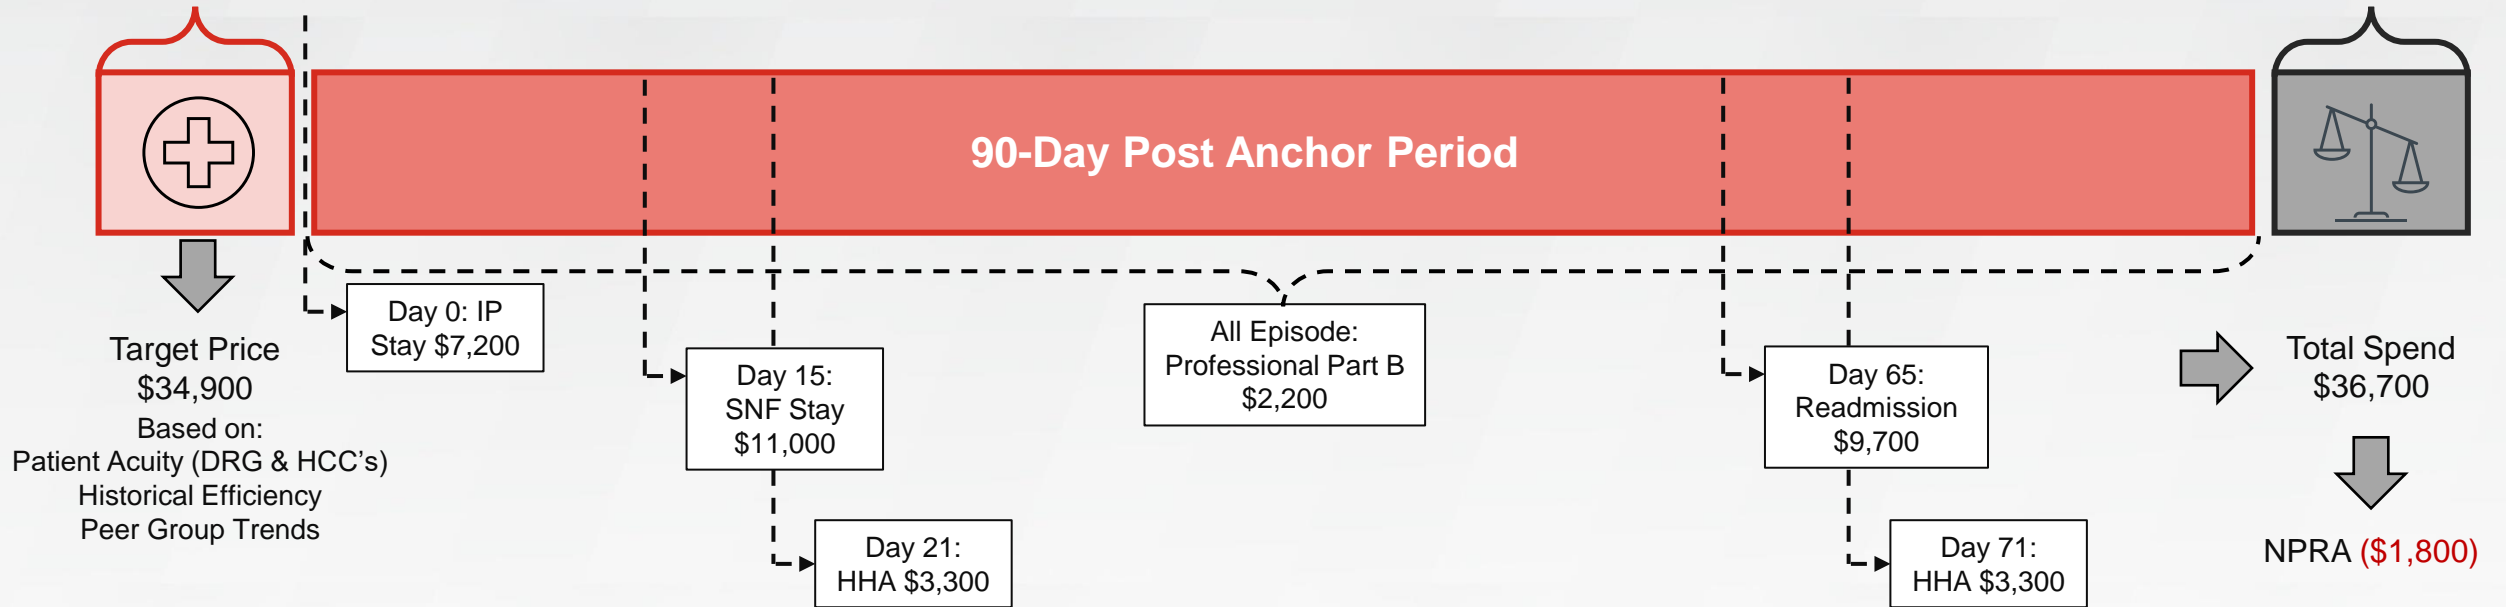 90-Day Post Anchor Period
Target Price
$34,900
Based on:
Patient Acuity (DRG & HCC’s)
Historical Efficiency
Peer Group Trends
Day 0: IP
Stay $7,200
Day 15:
SNF Stay
$11,000
Day 21:
HHA $3,300
All Episode:
Professional Part B
$2,200
Day 65:
Readmission
$9,700
Day 71:
HHA $3,300
Total Spend
$36,700
NPRA ($1,800)